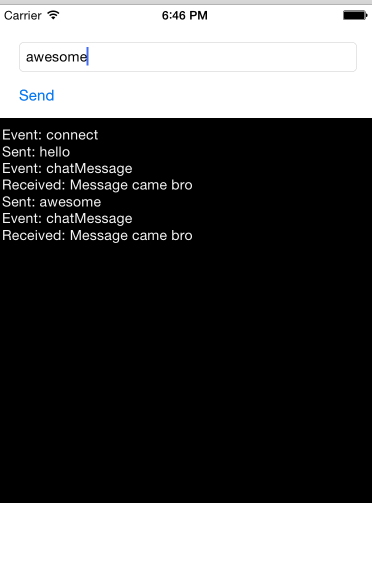 Carrier 6:46 PM
awesome
Send
Event: connect
Sent: hello
Event: chatMessage
Received: Message came bro
Sent: awesome
Event: chatMessage
Received: Message came bro